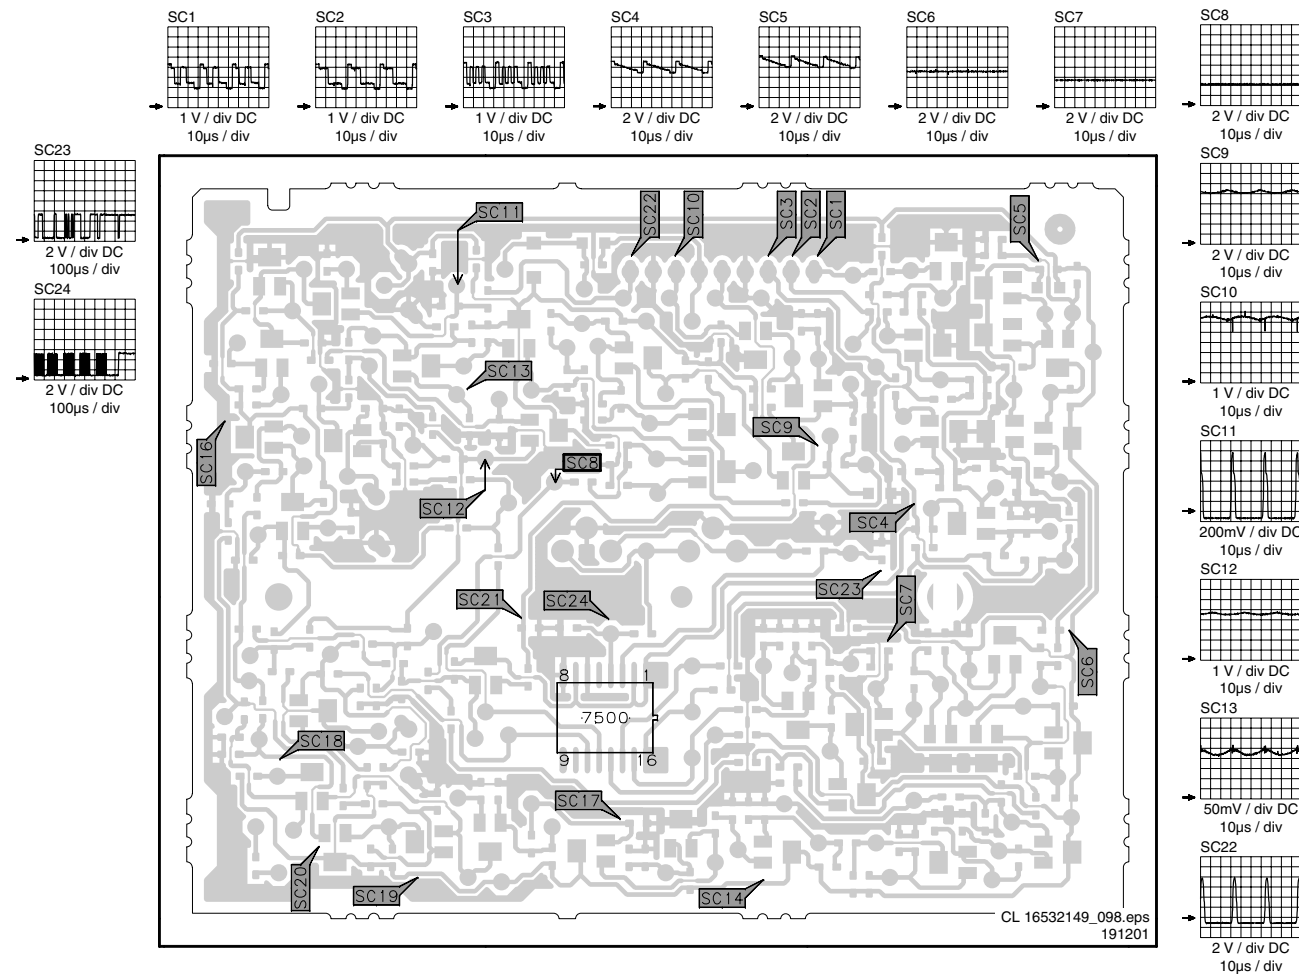 SC1
1 V / div DC
10µs / div
SC2
1 V / div DC
10µs / div
SC3
1 V / div DC
10µs / div
SC4
2 V / div DC
10µs / div
SC5
2 V / div DC
10µs / div
SC6
2 V / div DC
10µs / div
SC7
2 V / div DC
10µs / div
SC8
2 V / div DC
10µs / div
SC23
2 V / div DC
100µs / div
SC24
2 V / div DC
100µs / div
SC9
2 V / div DC
10µs / div
SC10
1 V / div DC
10µs / div
SC11
200mV / div DC
10µs / div
SC12
1 V / div DC
10µs / div
SC13
50mV / div DC
10µs / div
SC22
2 V / div DC
10µs / div
SC11
SC22
SC10
SC3
SC2
SC1
SC5
SC13
SC9
SC16
SC8
SC12
SC4
SC23
SC7
SC21
SC24
SC6
8
1
7500
9
16
SC18
SC17
SC20
SC19
SC14
CL 16532149_098.eps
191201